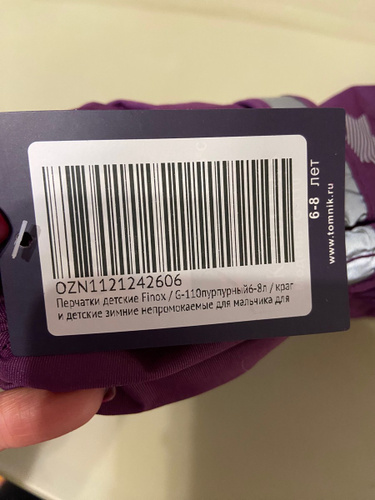 OZN1121242606
Перчатки детские Finox / G-110пурпурный6-8л / краг
и детские зимние непромокаемые для мальчика для
6-8 лет
www.tomnik.ru